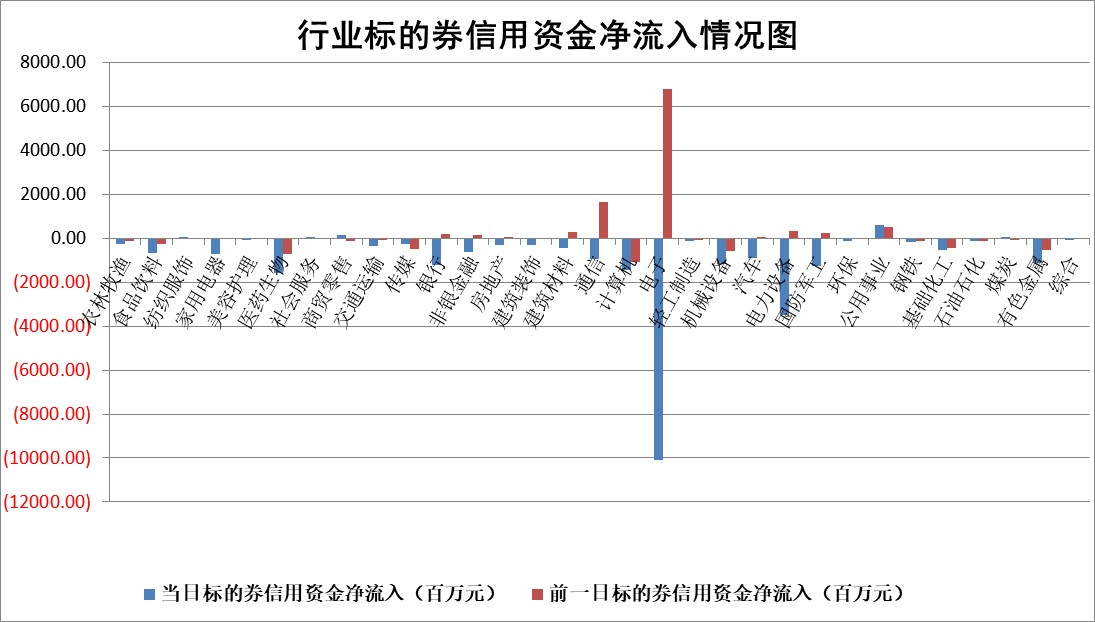 行业标的券信用资金净流入情况图
8000.00
6000.00
4000.00
2000.00
0.00
(2000.00)
(4000.00)
(6000.00)
(8000.00)
(10000.00)
(12000.00)
农林牧渔
食品饮料
纺织服饰
家用电器
美容护理
医药生物
社会服务
商贸零售
交通运输
传媒
银行
非银金融
房地产
建筑装饰
建筑材料
通信
计算机
电子
轻工制造
机械设备
汽车
电力设备
国防军工
环保
公用事业
钢铁
基础化工
石油石化
煤炭
有色金属
综合
当日标的券信用资金净流入（百万元）
前一日标的券信用资金净流入（百万元）